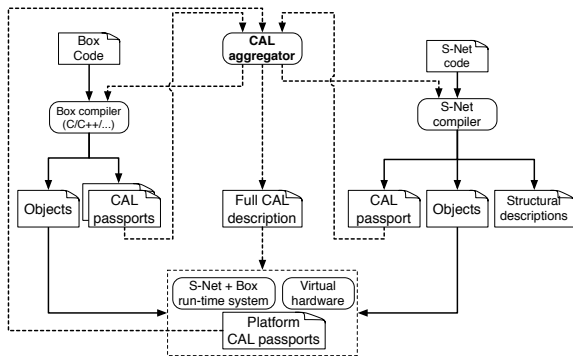 Box
Code
CAL
aggregator
S-Net
code
Box compiler
(C/C++/...)
S-Net
compiler
Objects
CAL
passports
Full CAL
description
CAL
passport
Objects
Structural
descriptions
S-Net + Box
run-time system
Virtual
hardware
Platform
CAL passports